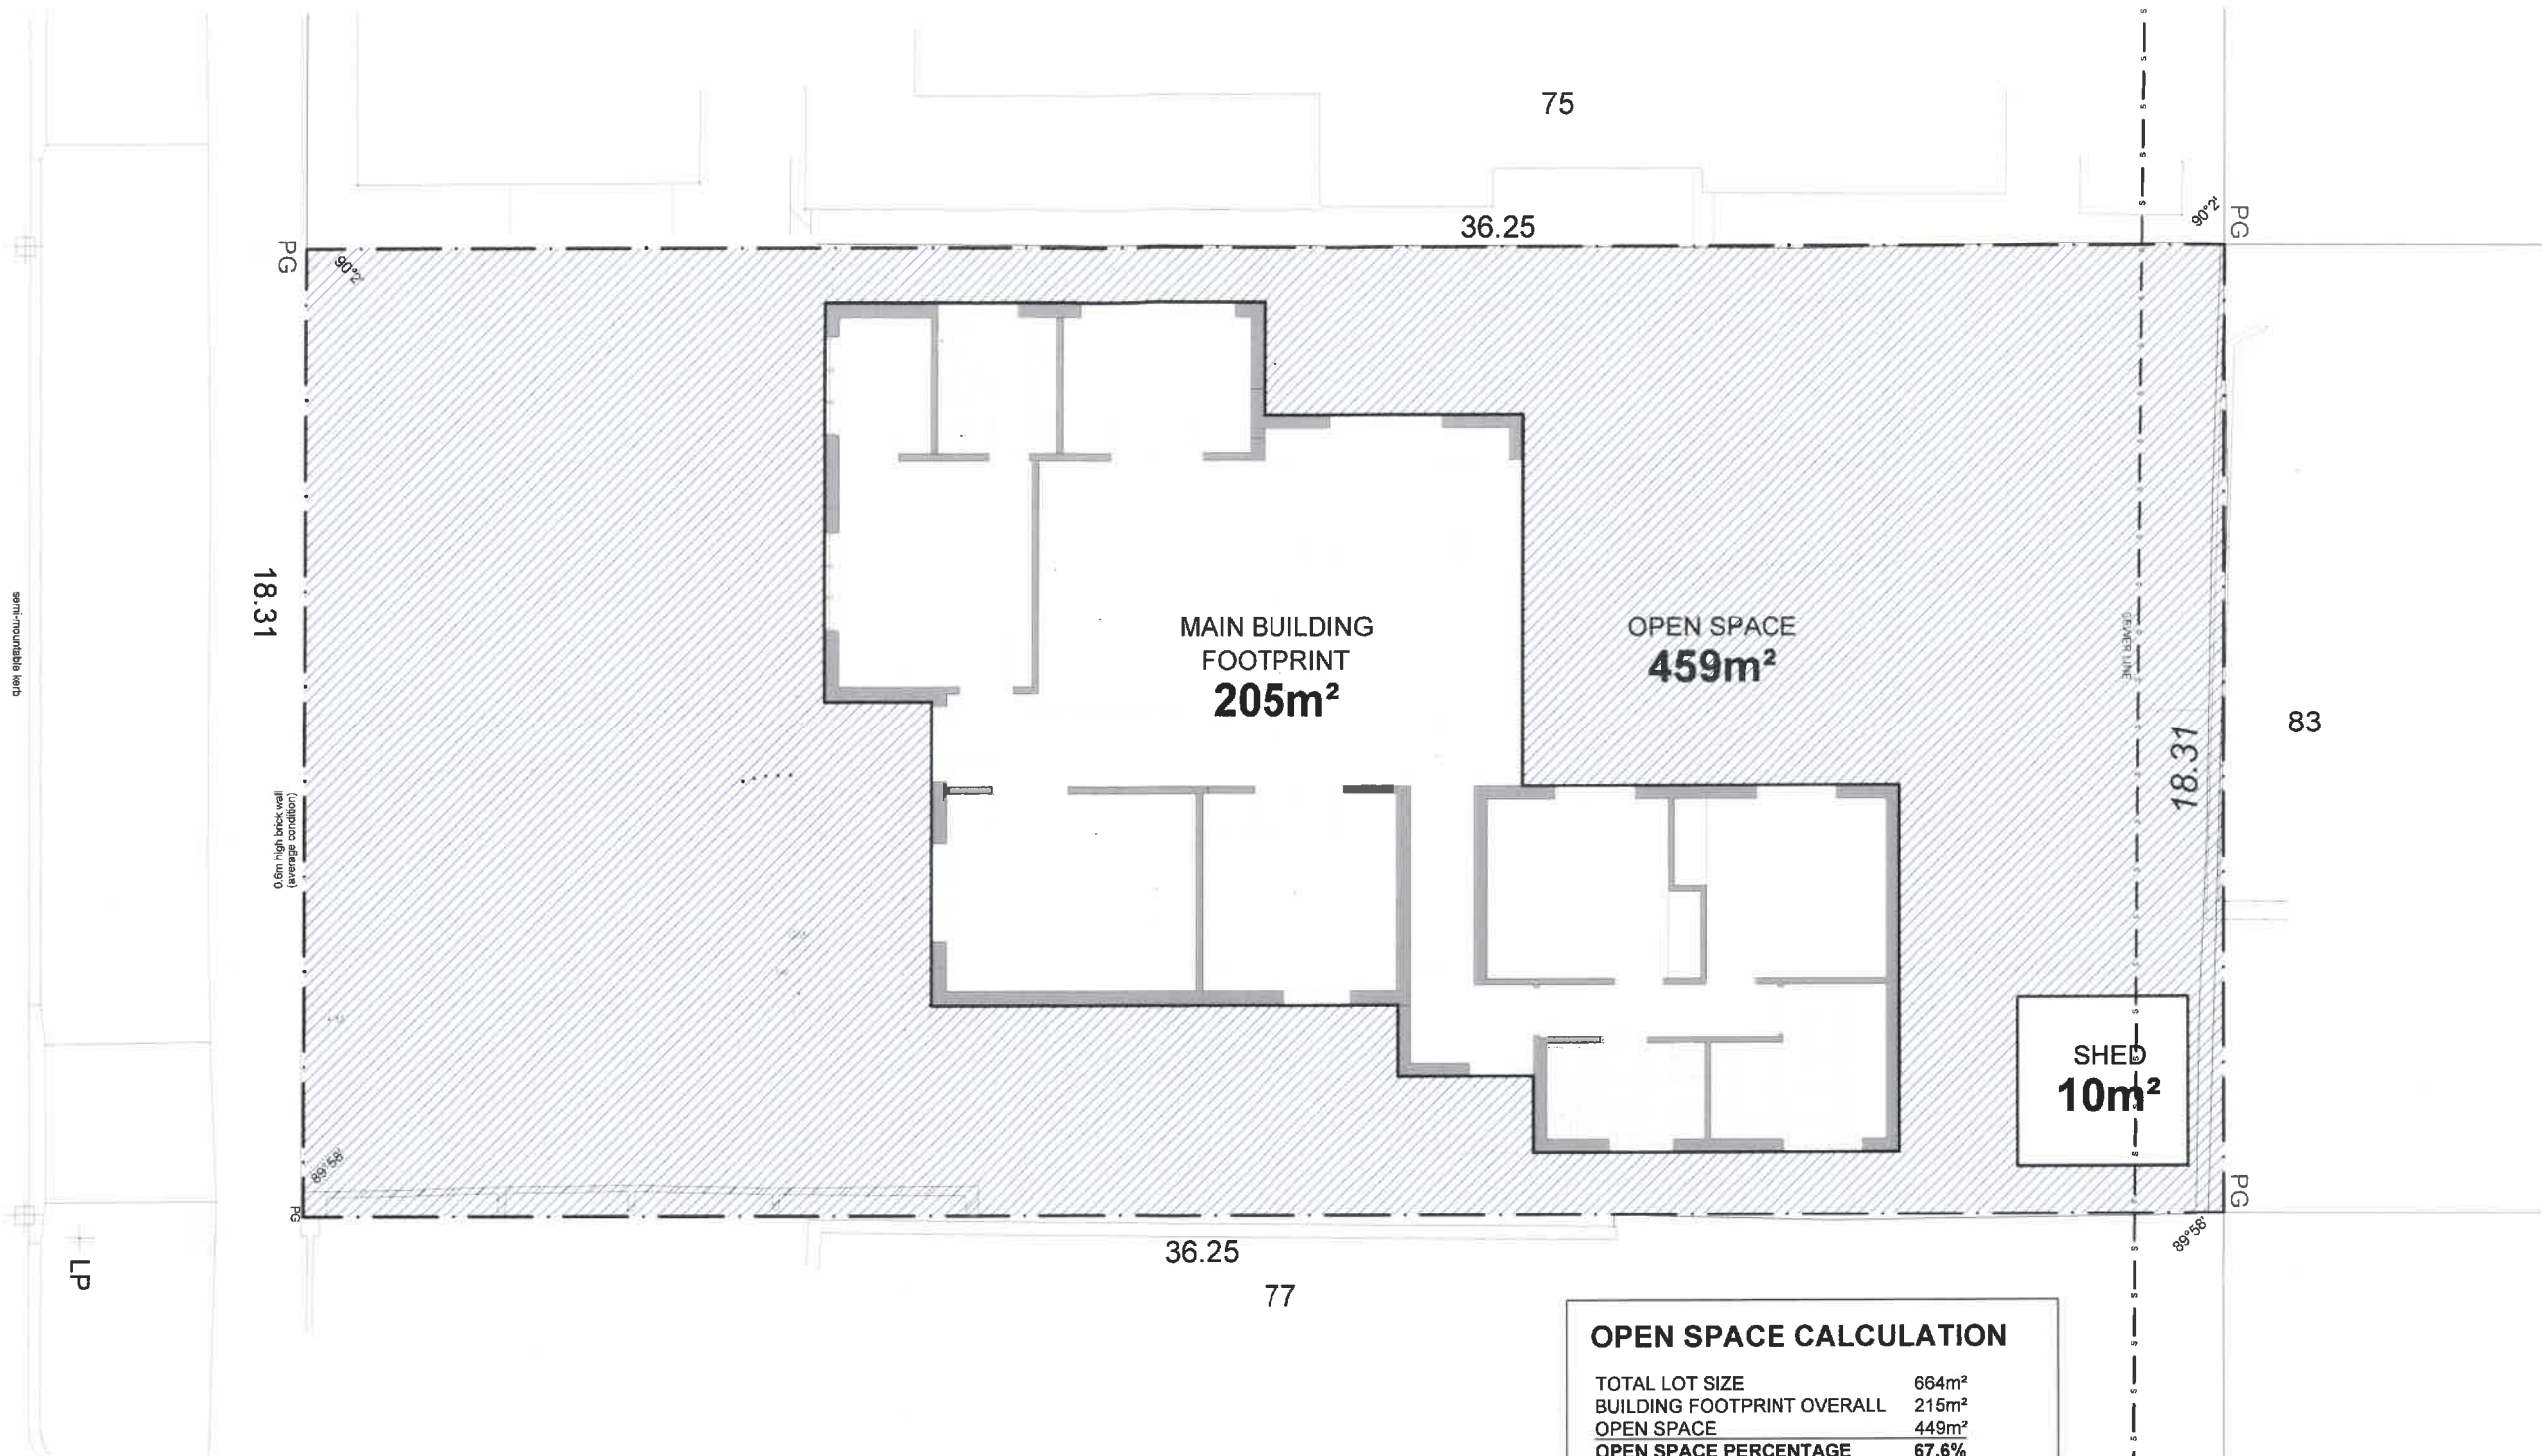 75
36.25
90°2'
PG
PG
90°2'
18.31
semi-mountable kerb
MAIN BUILDING
FOOTPRINT
205m²
OPEN SPACE
459m²
SEWER LINE
83
18.31
0.6m high brick wall
(average condition)
SHED
10m²
89°58'
PG
PG
89°58'
LP
36.25
77
OPEN SPACE CALCULATION
TOTAL LOT SIZE 664m²
BUILDING FOOTPRINT OVERALL 215m²
OPEN SPACE 449m²
OPEN SPACE PERCENTAGE 67.6%